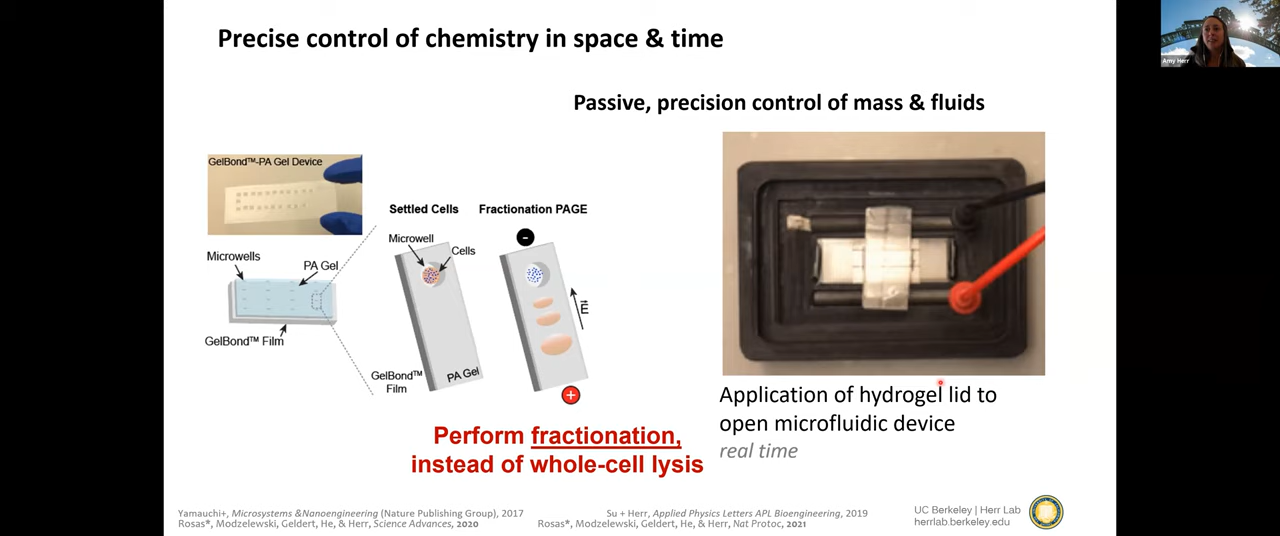 Precise control of chemistry in space & time
Passive, precision control of mass & fluids
Amy Herr
GelBond™-PA Gel Device
Microwells
PA Gel
GelBond™ Film
Settled Cells
Microwell
Cells
GelBond™
Film
PA Gel
Fractionation PAGE
-
|E|
+
Perform fractionation,
instead of whole-cell lysis
Application of hydrogel lid to
open microfluidic device
real time
Yamauchi+, Microsystems &Nanoengineering (Nature Publishing Group), 2017
Rosas*, Modzelewski, Geldert, He, & Herr, Science Advances, 2020
Su + Herr, Applied Physics Letters APL Bioengineering, 2019
Rosas*, Modzelewski, Geldert, He, & Herr, Nat Protoc, 2021
UC Berkeley | Herr Lab
herrlab.berkeley.edu